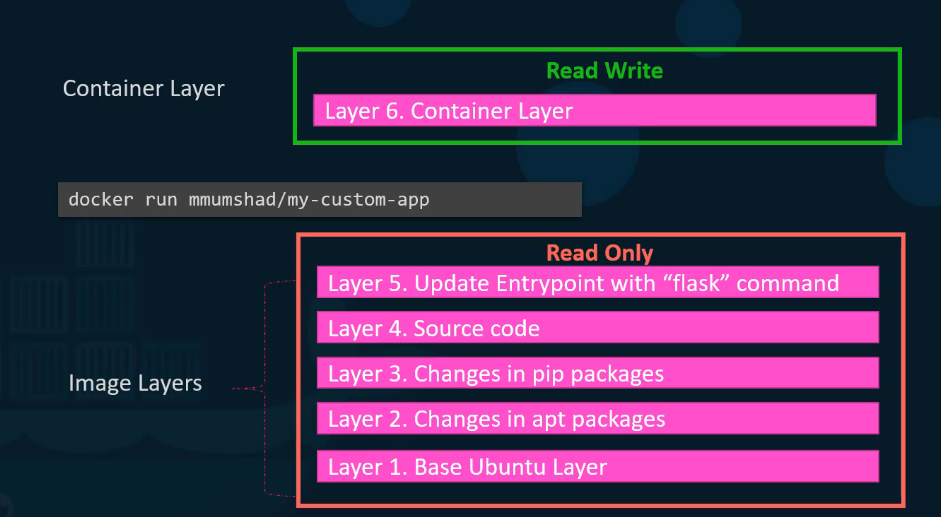 Read Write
Container Layer
Layer 6. Container Layer
docker run mmumshad/my-custom-app
Read Only
Layer 5. Update Entrypoint with “flask” command
Layer 4. Source code
Layer 3. Changes in pip packages
Image Layers
Layer 2. Changes in apt packages
Layer 1. Base Ubuntu Layer